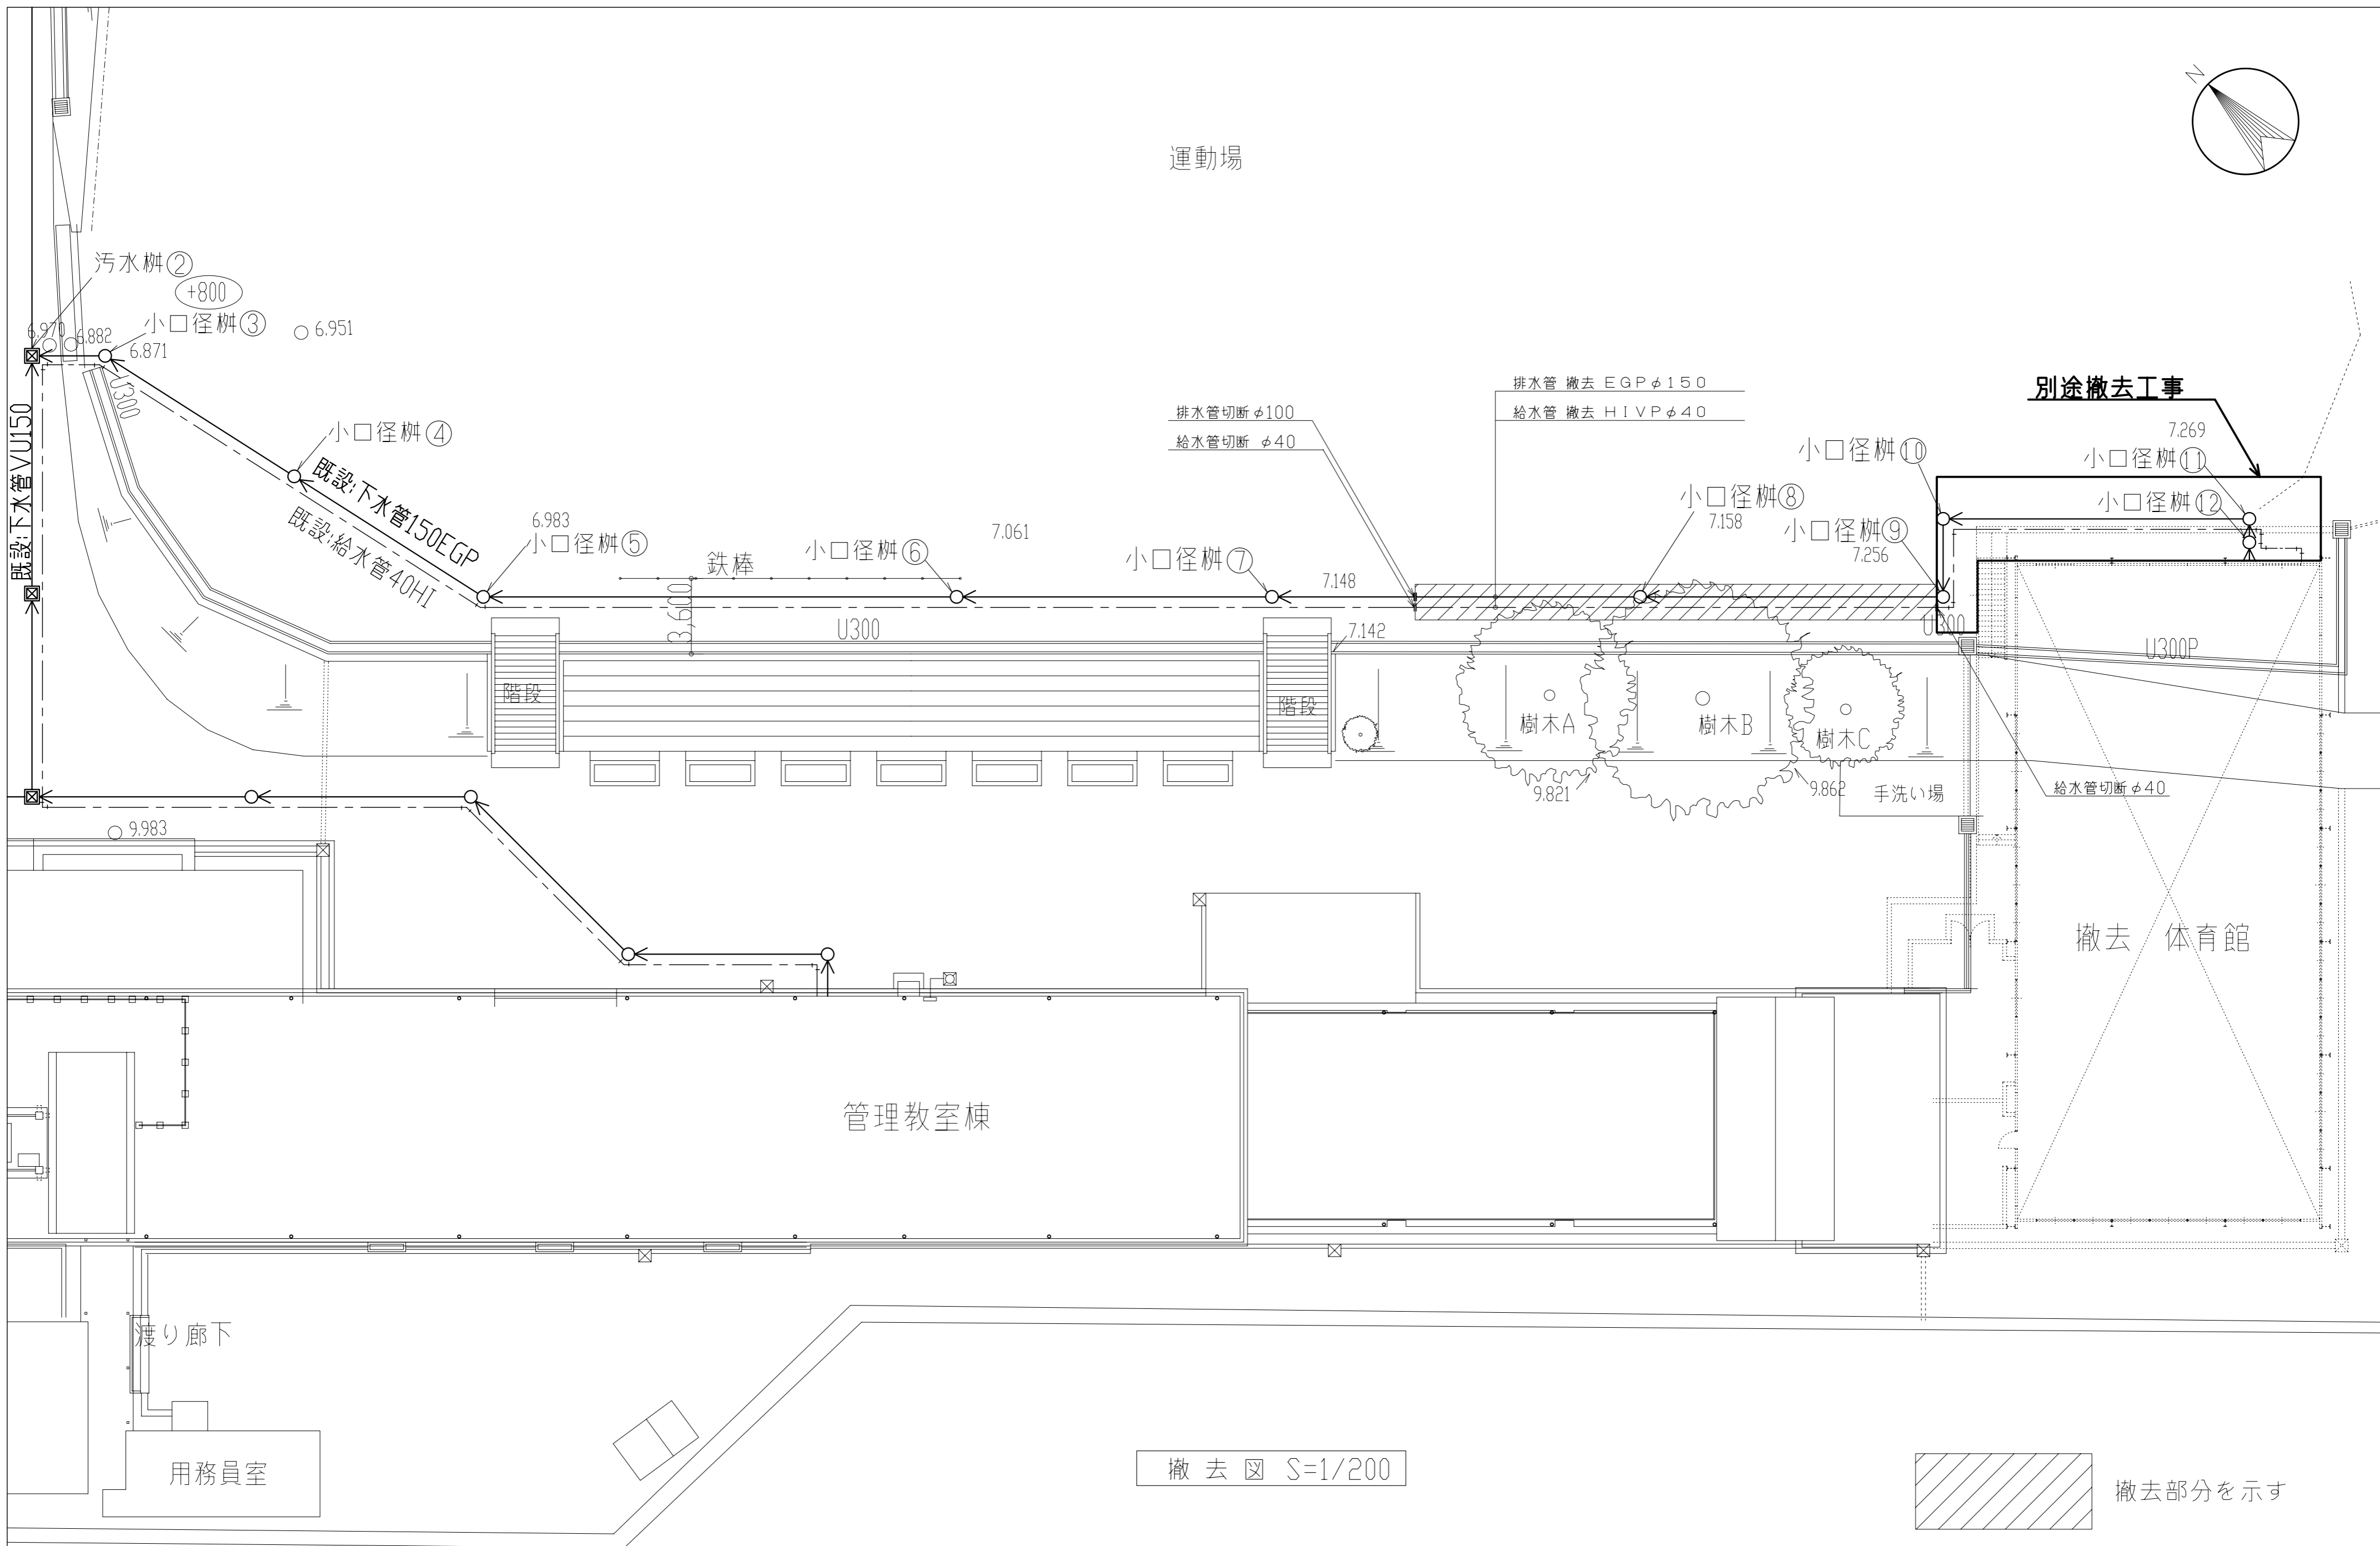 N
運動場
汚水桝②
+800
小口径桝③
6.951
6.970
6.882
6.871
U300
既設:下水管VU150
小口径桝④
既設:下水管150EGP
既設:給水管40HI
6.983
小口径桝⑤
鉄棒
3,600
小口径桝⑥
7.061
小口径桝⑦
7.148
排水管切断φ100
給水管切断 φ40
排水管 撤去 EGPφ150
給水管 撤去 HIVPφ40
小口径桝⑧
7.158
小口径桝⑩
小口径桝⑨
7.256
別途撤去工事
7.269
小口径桝⑪
小口径桝⑫
U300
7.142
U300
U300P
階段
階段
樹木A
樹木B
樹木C
9.821
9.862
手洗い場
給水管切断φ40
9.983
撤去 体育館
管理教室棟
渡り廊下
用務員室
撤去図 S=1/200
撤去部分を示す